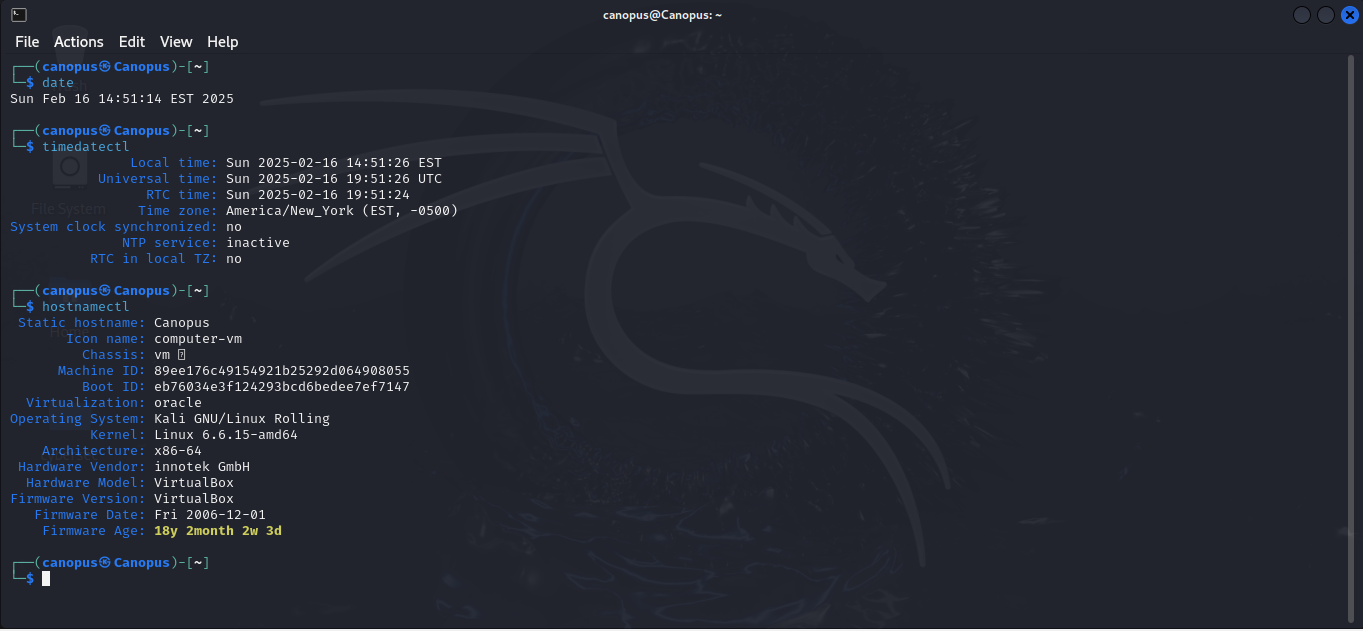 canopus@Canopus: ~
File Actions Edit View Help
┌──(canopus㉿Canopus)-[~]
└─$ date
Sun Feb 16 14:51:14 EST 2025
┌──(canopus㉿Canopus)-[~]
└─$ timedatectl
Local time: Sun 2025-02-16 14:51:26 EST
Universal time: Sun 2025-02-16 19:51:26 UTC
RTC time: Sun 2025-02-16 19:51:24
Time zone: America/New_York (EST, -0500)
System clock synchronized: no
NTP service: inactive
RTC in local TZ: no
┌──(canopus㉿Canopus)-[~]
└─$ hostnamectl
Static hostname: Canopus
Icon name: computer-vm
Chassis: vm
Machine ID: 89ee176c49154921b25292d064908055
Boot ID: eb76034e3f124293bcd6bedee7ef7147
Virtualization: oracle
Operating System: Kali GNU/Linux Rolling
Kernel: Linux 6.6.15-amd64
Architecture: x86-64
Hardware Vendor: innotek GmbH
Hardware Model: VirtualBox
Firmware Version: VirtualBox
Firmware Date: Fri 2006-12-01
Firmware Age: 18y 2month 2w 3d
┌──(canopus㉿Canopus)-[~]
└─$
File System
Home